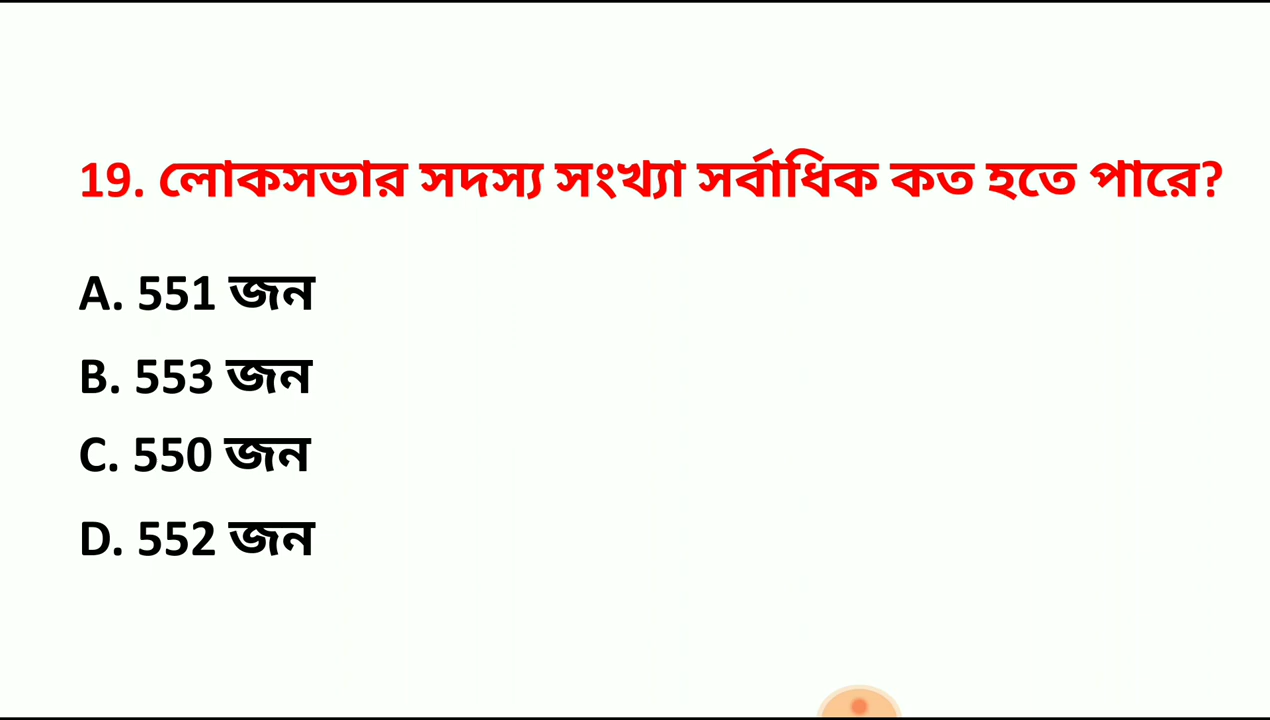 19. লোকসভার সদস্য সংখ্যা সর্বাধিক কত হতে পারে?
A. 551 জন
B. 553 জন
C. 550 জন
D. 552 জন